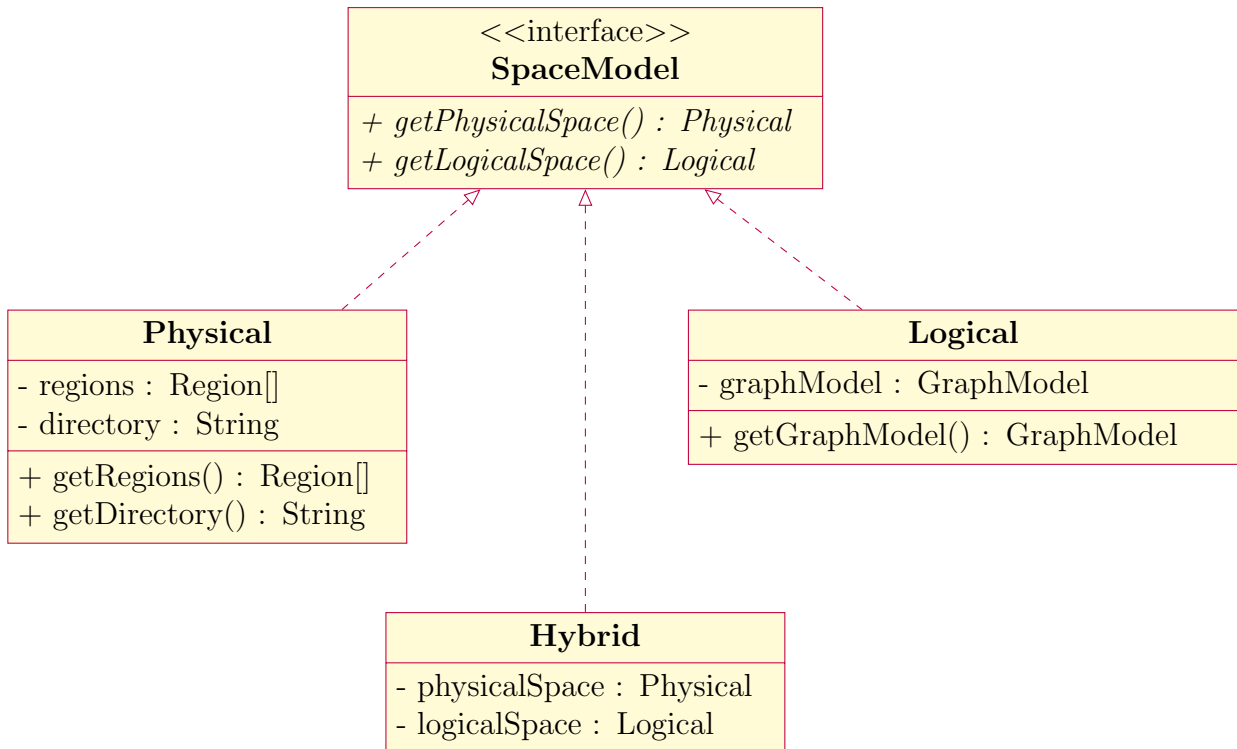 <<interface>>
SpaceModel
+ getPhysicalSpace() : Physical
+ getLogicalSpace() : Logical
Physical
- regions : Region[]
- directory : String
+ getRegions() : Region[]
+ getDirectory() : String
Logical
- graphModel : GraphModel
+ getGraphModel() : GraphModel
Hybrid
- physicalSpace : Physical
- logicalSpace : Logical